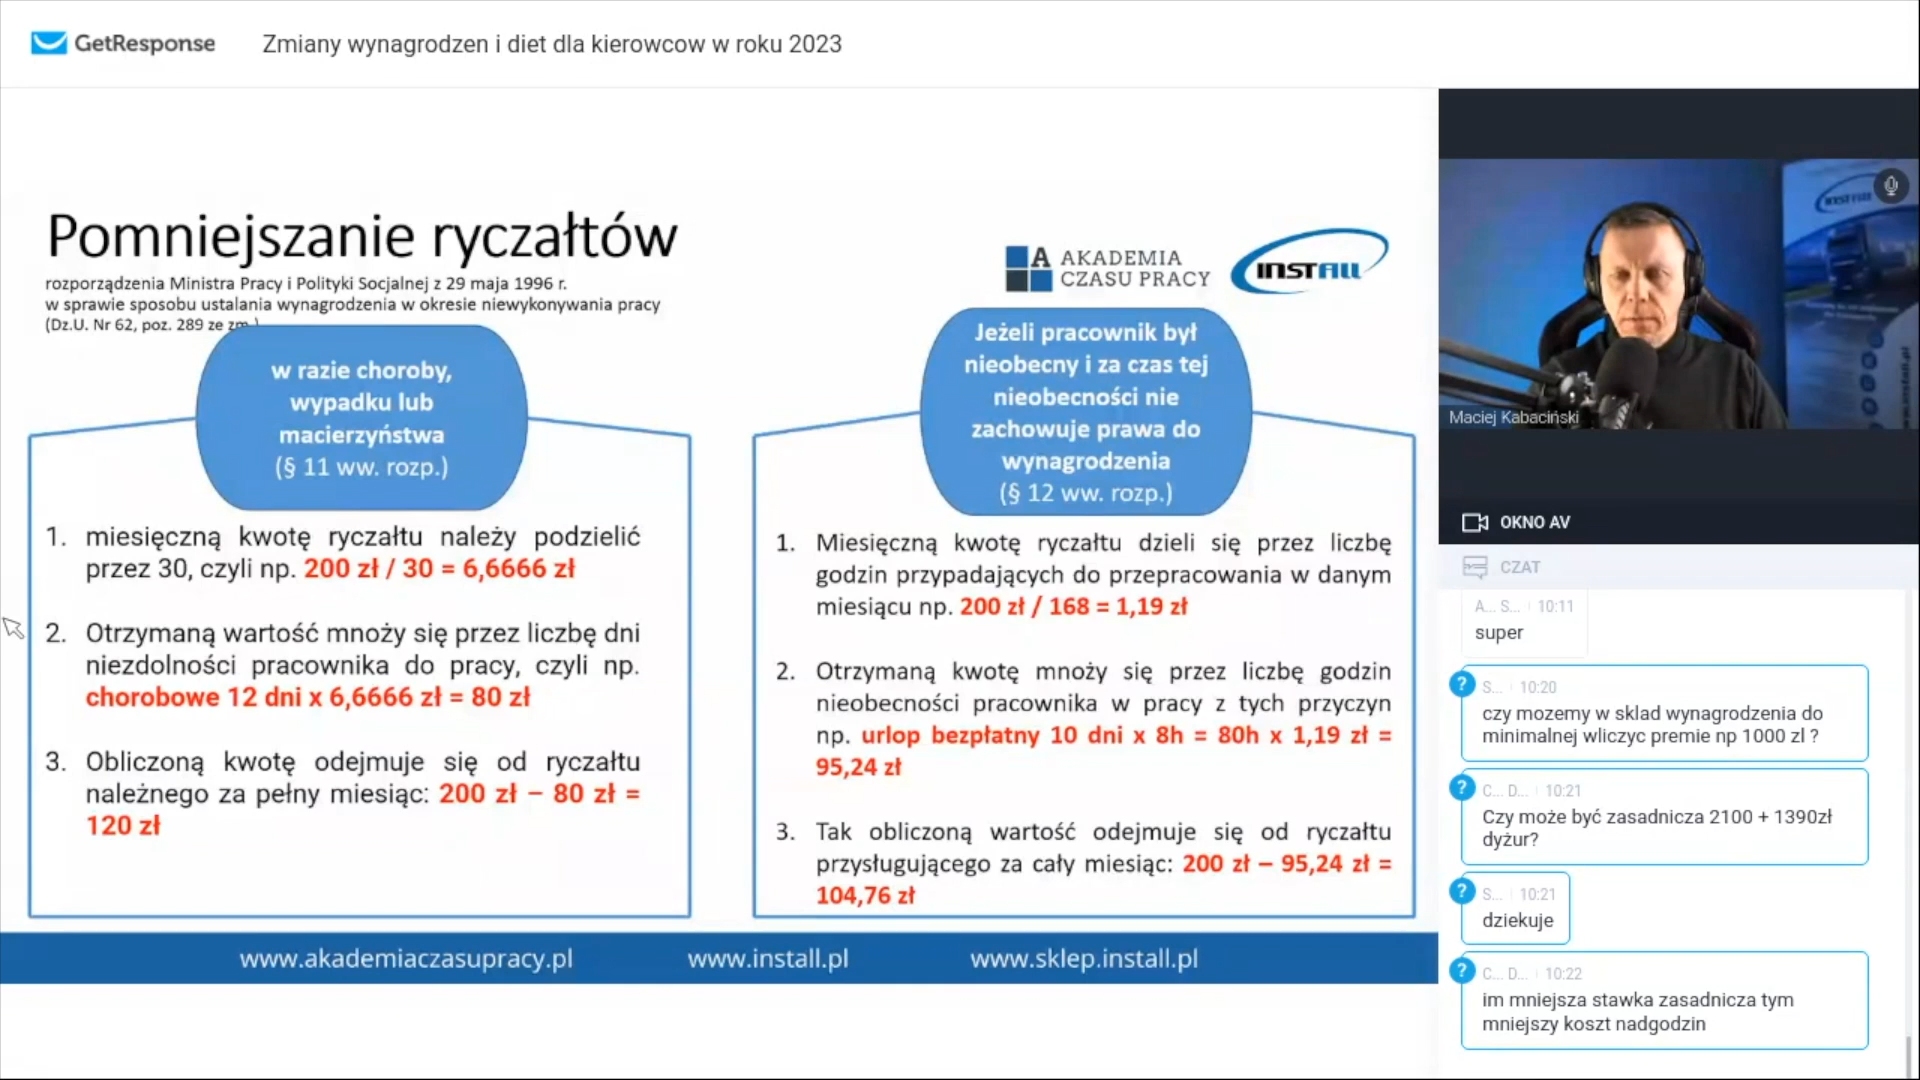 GetResponse
Zmiany wynagrodzen i diet dla kierowcow w roku 2023
Pomniejszanie ryczałtów
rozporządzenia Ministra Pracy i Polityki Socjalnej z 29 maja 1996 r.
w sprawie sposobu ustalania wynagrodzenia w okresie niewykonywania pracy
(Dz.U. Nr 62, poz. 289 ze zm.)
AKADEMIA
CZASU PRACY
INSTALL
w razie choroby,
wypadku lub
macierzyństwa
(§ 11 ww. rozp.)
1. miesięczną kwotę ryczałtu należy podzielić
przez 30, czyli np. 200 zł / 30 = 6,6666 zł
2. Otrzymaną wartość mnoży się przez liczbę dni
niezdolności pracownika do pracy, czyli np.
chorobowe 12 dni x 6,6666 zł = 80 zł
3. Obliczoną kwotę odejmuje się od ryczałtu
należnego za pełny miesiąc: 200 zł – 80 zł =
120 zł
Jeżeli pracownik był
nieobecny i za czas tej
nieobecności nie
zachowuje prawa do
wynagrodzenia
(§ 12 ww. rozp.)
1. Miesięczną kwotę ryczałtu dzieli się przez liczbę
godzin przypadających do przepracowania w danym
miesiącu np. 200 zł / 168 = 1,19 zł
2. Otrzymaną kwotę mnoży się przez liczbę godzin
nieobecności pracownika w pracy z tych przyczyn
np. urlop bezpłatny 10 dni x 8h = 80h x 1,19 zł =
95,24 zł
3. Tak obliczoną wartość odejmuje się od ryczałtu
przysługującego za cały miesiąc: 200 zł – 95,24 zł =
104,76 zł
www.akademiaczasupracy.pl www.install.pl www.sklep.install.pl
Maciej Kabaciński
OKNO AV
CZAT
A... S... 10:11
super
S... 10:20
czy mozemy w sklad wynagrodzenia do
minimalnej wliczyc premie np 1000 zl ?
C... D... 10:21
Czy może być zasadnicza 2100 + 1390zł
dyżur?
S... 10:21
dziekuje
C... D... 10:22
im mniejsza stawka zasadnicza tym
mniejszy koszt nadgodzin